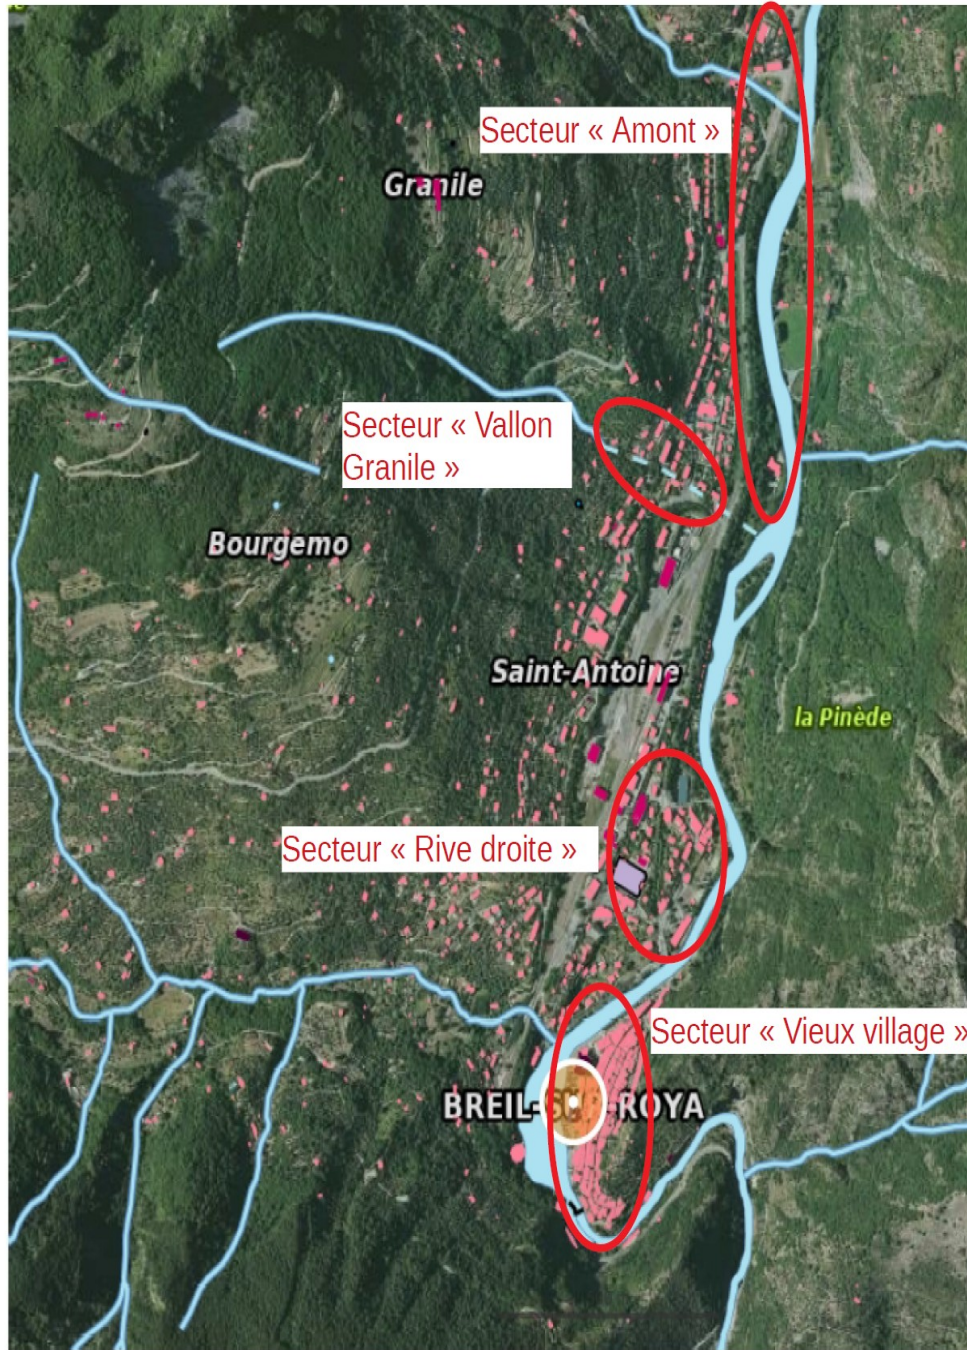 Secteur « Amont »
Granile
Secteur « Vallon
Granile »
Bourgemo
Saint-Antoine
la Pinède
Secteur « Rive droite »
Secteur « Vieux village »
BREIL-SUR-ROYA